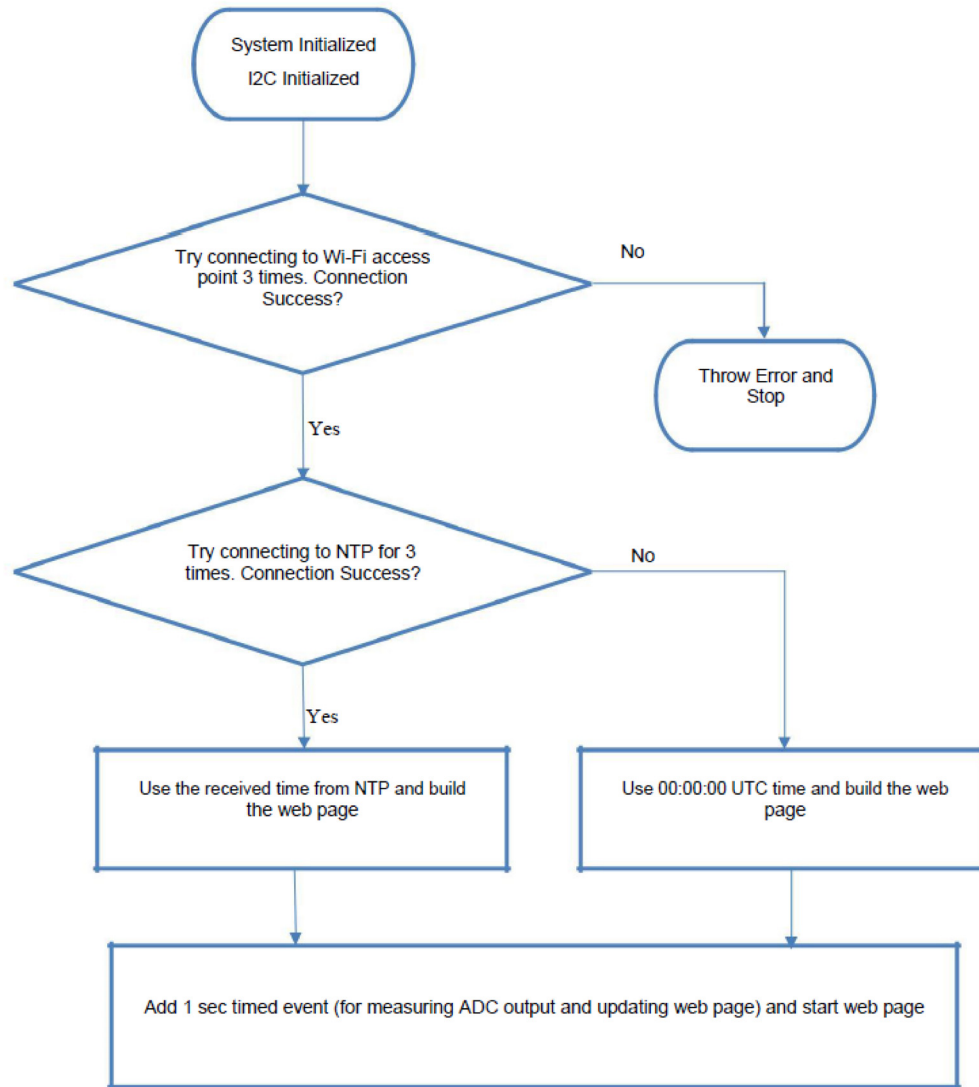 System Initialized
I2C Initialized
Try connecting to Wi-Fi access
point 3 times. Connection
Success?
No
Throw Error and
Stop
Yes
Try connecting to NTP for 3
times. Connection Success?
No
Yes
Use the received time from NTP and build
the web page
Use 00:00:00 UTC time and build the web
page
Add 1 sec timed event (for measuring ADC output and updating web page) and start web page